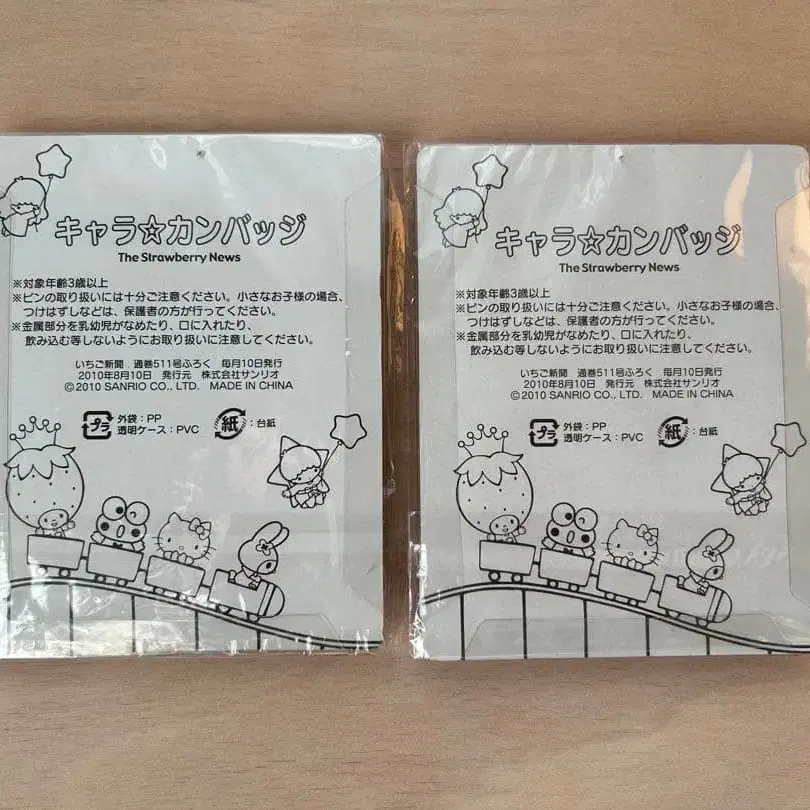 キャラ☆カンバッジ
The Strawberry News
※対象年齢3歳以上
※ピンの取り扱いには十分ご注意ください。小さなお子様の場合、
つけはずしなどは、保護者の方が行ってください。
※金属部分を乳幼児がなめたり、口に入れたり、
飲み込む等しないようにお取り扱いに注意してください。
いちご新聞 通巻511号ふろく 毎月10日発行
2010年8月10日 発行元 株式会社サンリオ
©2010 SANRIO CO., LTD. MADE IN CHINA
プラ
外袋:PP
透明ケース:PVC
紙
:台紙
キャラ☆カンバッジ
The Strawberry News
※対象年齢3歳以上
※ピンの取り扱いには十分ご注意ください。小さなお子様の場合、
つけはずしなどは、保護者の方が行ってください。
※金属部分を乳幼児がなめたり、口に入れたり、
飲み込む等しないようにお取り扱いに注意してください。
いちご新聞 通巻511号ふろく 毎月10日発行
2010年8月10日 発行元 株式会社サンリオ
©2010 SANRIO CO., LTD. MADE IN CHINA
プラ
外袋:PP
透明ケース:PVC
紙
:台紙